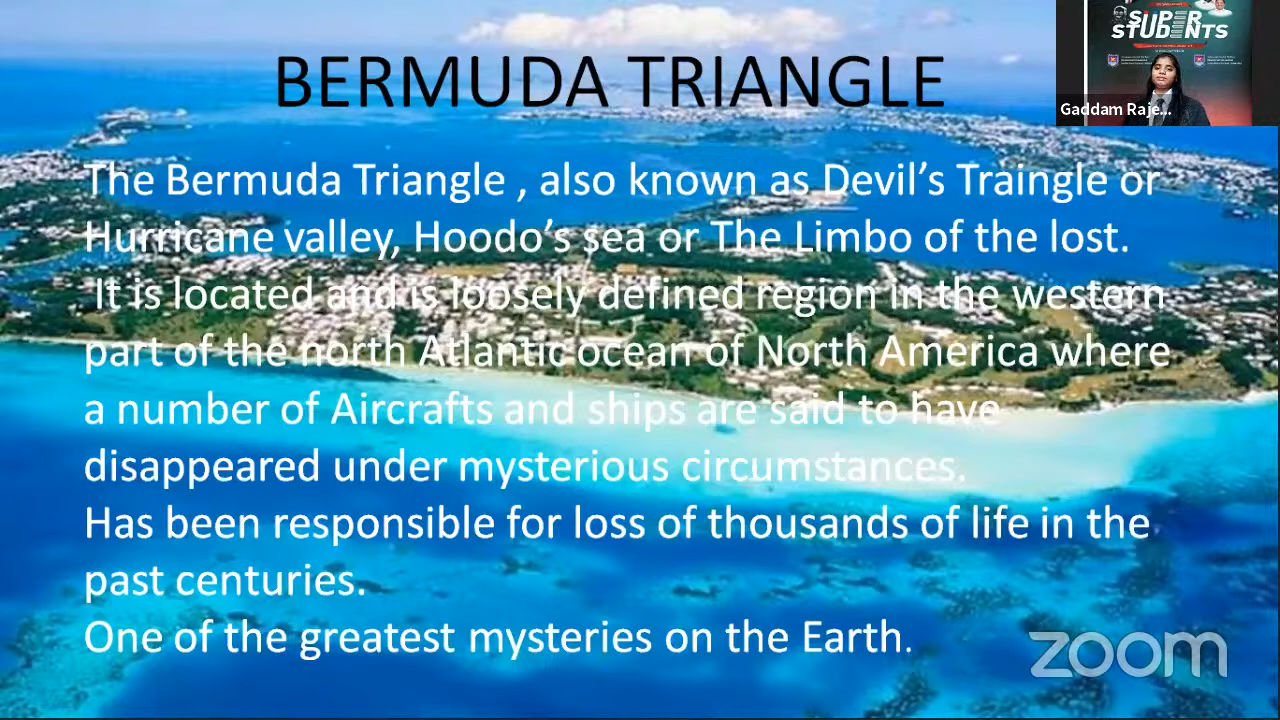 SUPER
STUDENTS
BERMUDA TRIANGLE
Gaddam Raje...
The Bermuda Triangle , also known as Devil’s Traingle or
Hurricane valley, Hoodo’s sea or The Limbo of the lost.
It is located and is loosely defined region in the western
part of the north Atlantic ocean of North America where
a number of Aircrafts and ships are said to have
disappeared under mysterious circumstances.
Has been responsible for loss of thousands of life in the
past centuries.
One of the greatest mysteries on the Earth.
zoom